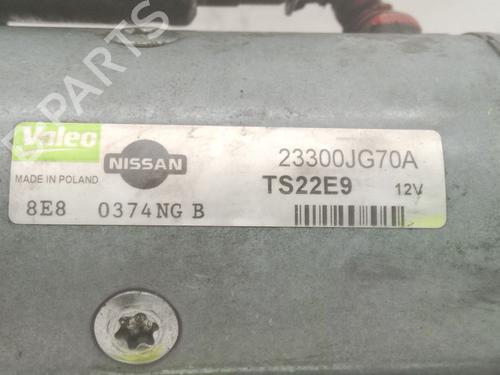 Valeo
NISSAN
23300JG70A
MADE IN POLAND
TS22E9 12V
8E8 0374NG B
B-PARTS